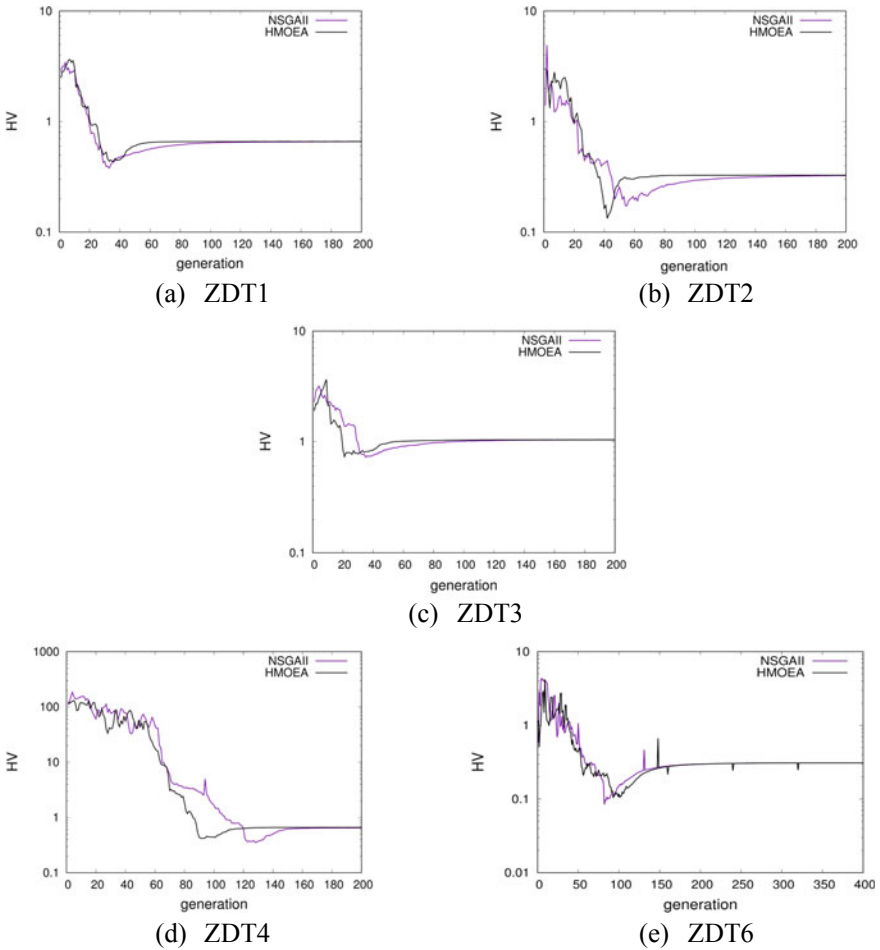 10
1
0.1
HV
NSGAII
HMOEA
0 20 40 60 80 100 120 140 160 180 200
generation
(a) ZDT1
10
1
0.1
HV
NSGAII
HMOEA
0 20 40 60 80 100 120 140 160 180 200
generation
(b) ZDT2
10
1
0.1
HV
NSGAII
HMOEA
0 20 40 60 80 100 120 140 160 180 200
generation
(c) ZDT3
1000
100
10
1
0.1
HV
NSGAII
HMOEA
0 20 40 60 80 100 120 140 160 180 200
generation
(d) ZDT4
10
1
0.1
0.01
HV
NSGAII
HMOEA
0 50 100 150 200 250 300 350 400
generation
(e) ZDT6